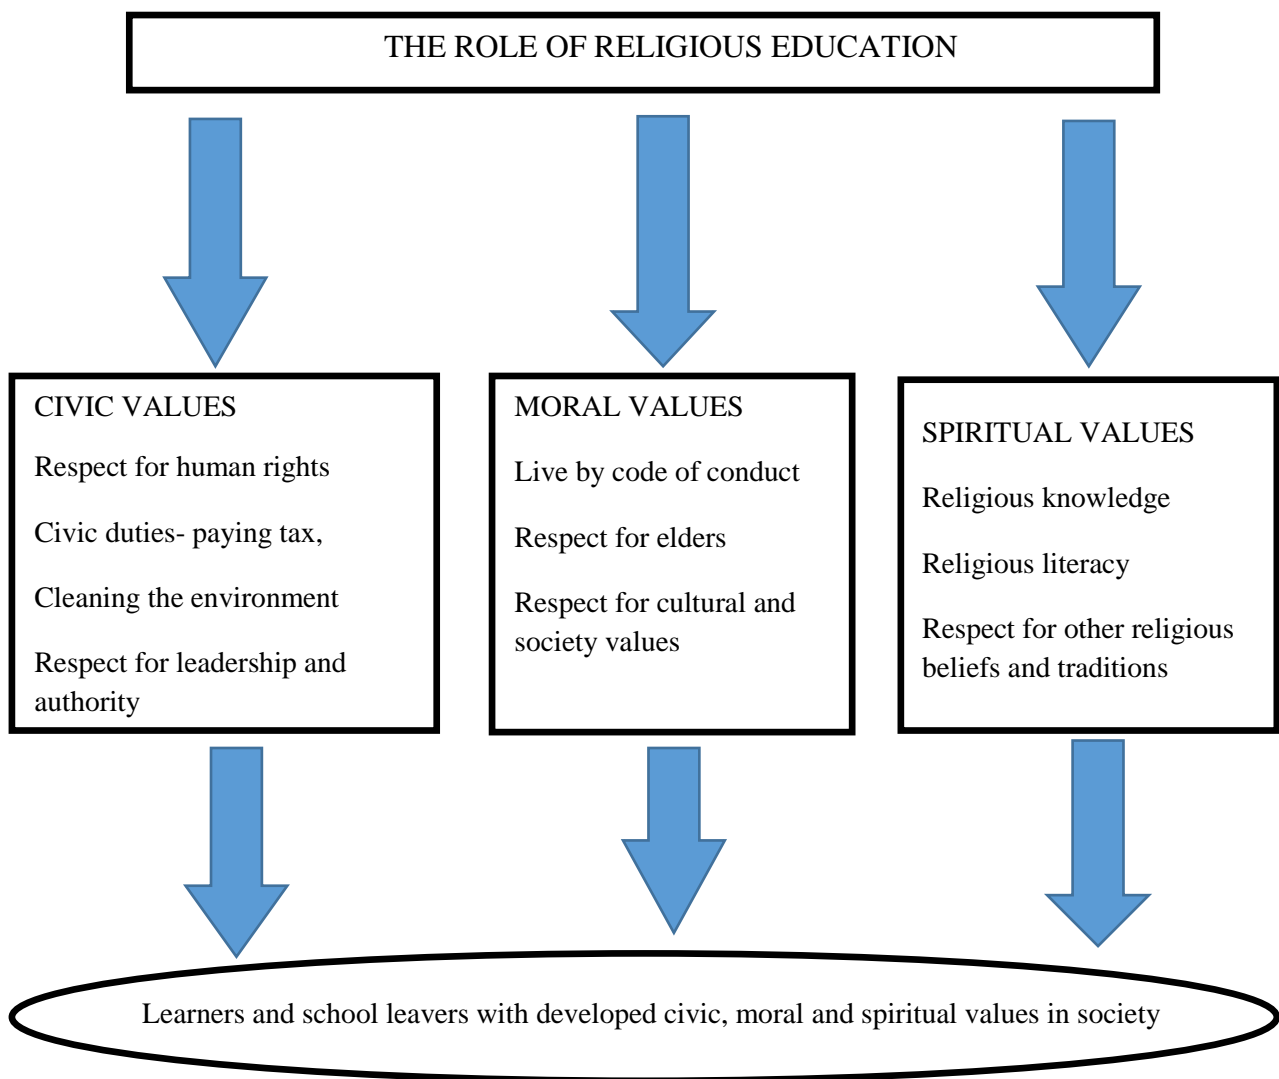 THE ROLE OF RELIGIOUS EDUCATION
CIVIC VALUES
Respect for human rights
Civic duties- paying tax,
Cleaning the environment
Respect for leadership and
authority
MORAL VALUES
Live by code of conduct
Respect for elders
Respect for cultural and
society values
SPIRITUAL VALUES
Religious knowledge
Religious literacy
Respect for other religious
beliefs and traditions
Learners and school leavers with developed civic, moral and spiritual values in society